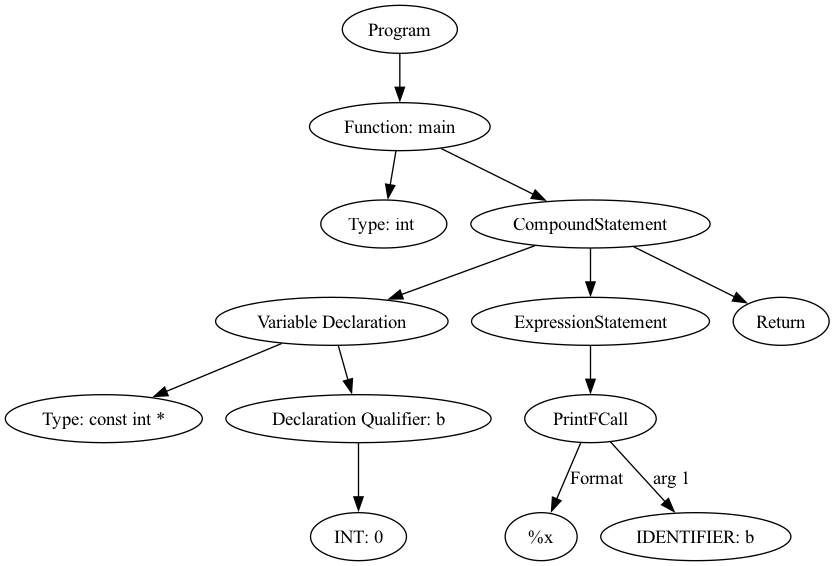 Program
Function: main
Type: int
CompoundStatement
Variable Declaration
ExpressionStatement
Return
Type: const int *
Declaration Qualifier: b
PrintFCall
Format
arg 1
INT: 0
%x
IDENTIFIER: b